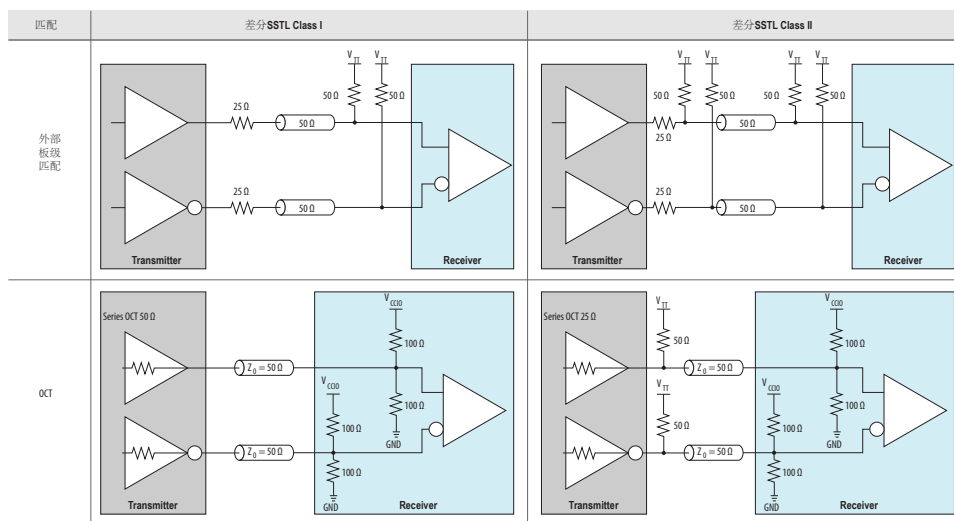 匹配
差分SSTL Class I
差分SSTL Class II
外部
板级
匹配
V TT V TT
50 Ω 50 Ω
25 Ω
50 Ω
25 Ω
50 Ω
Transmitter
Receiver
V TT V TT V TT V TT
50 Ω 50 Ω 50 Ω 50 Ω
25 Ω
50 Ω
25 Ω
50 Ω
Transmitter
Receiver
OCT
Series OCT 50 Ω
V CCIO
100 Ω
Z0 = 50 Ω
V CCIO
100 Ω
100 Ω
GND
Z0 = 50 Ω
100 Ω
GND
Transmitter
Receiver
Series OCT 25 Ω
V TT
50 Ω
V CCIO
100 Ω
Z0 = 50 Ω
V TT
V CCIO
50 Ω
100 Ω
100 Ω
GND
Z0 = 50 Ω
100 Ω
GND
Transmitter
Receiver